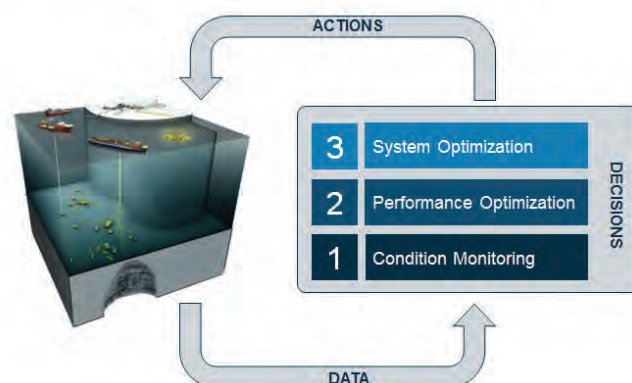 ACTIONS
3 System Optimization
2 Performance Optimization
1 Condition Monitoring
DECISIONS
DATA